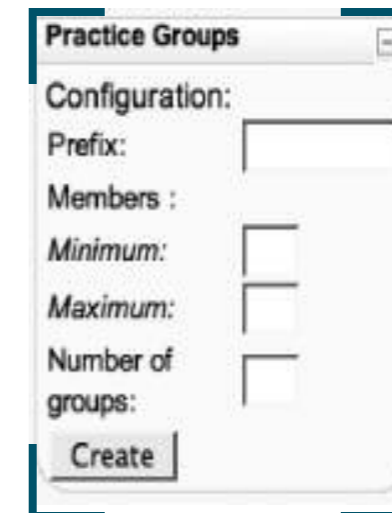 Practice Groups
Configuration:
Prefix:
Members :
Minimum:
Maximum:
Number of
groups:
Create